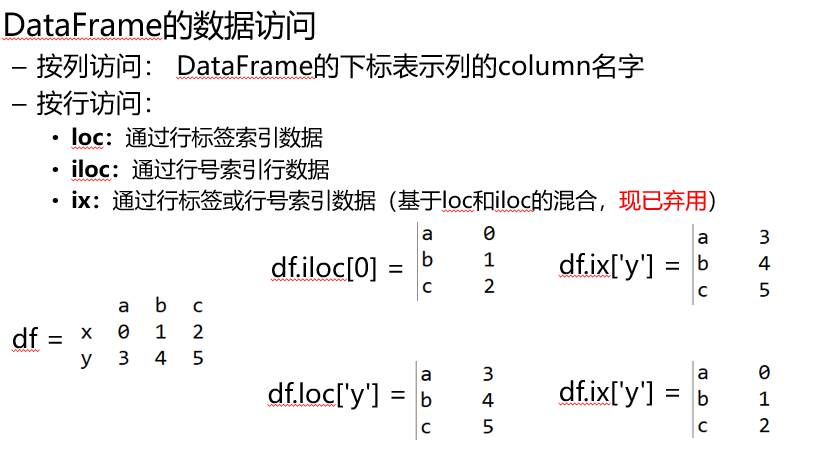 DataFrame的数据访问
– 按列访问： DataFrame的下标表示列的column名字
– 按行访问：
• loc：通过行标签索引数据
• iloc：通过行号索引行数据
• ix：通过行标签或行号索引数据（基于loc和iloc的混合，现已弃用）
df =
a b c
x 0 1 2
y 3 4 5
df.iloc[0] =
a 0
b 1
c 2
df.ix['y'] =
a 3
b 4
c 5
df.loc['y'] =
a 3
b 4
c 5
df.ix['y'] =
a 0
b 1
c 2